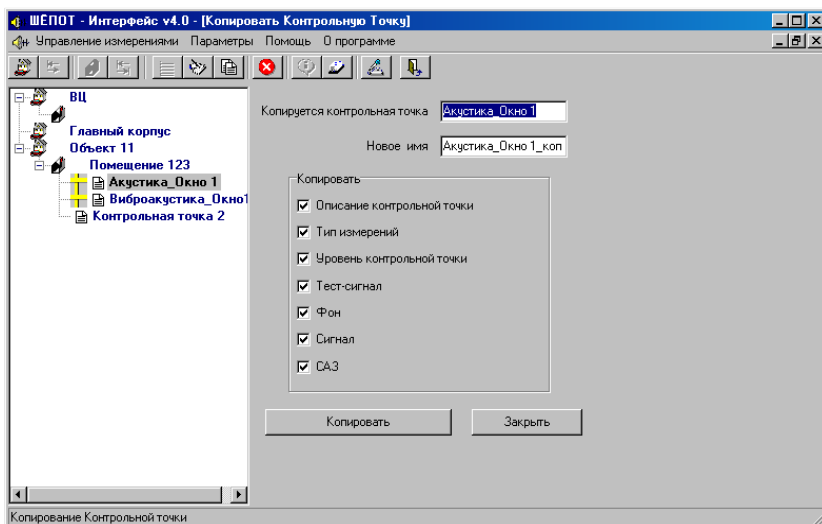 ШЁПОТ - Интерфейс v4.0 - [Копировать Контрольную Точку]
Управление измерениями Параметры Помощь О программе
ВЦ
Главный корпус
Объект 11
Помещение 123
Акустика_Окно 1
Виброакустика_Окно1
Контрольная точка 2
Копируется контрольная точка Акустика_Окно 1
Новое имя Акустика_Окно 1_коп
Копировать
Описание контрольной точки
Тип измерений
Уровень контрольной точки
Тест-сигнал
Фон
Сигнал
САЗ
Копировать Закрыть
Копирование Контрольной точки